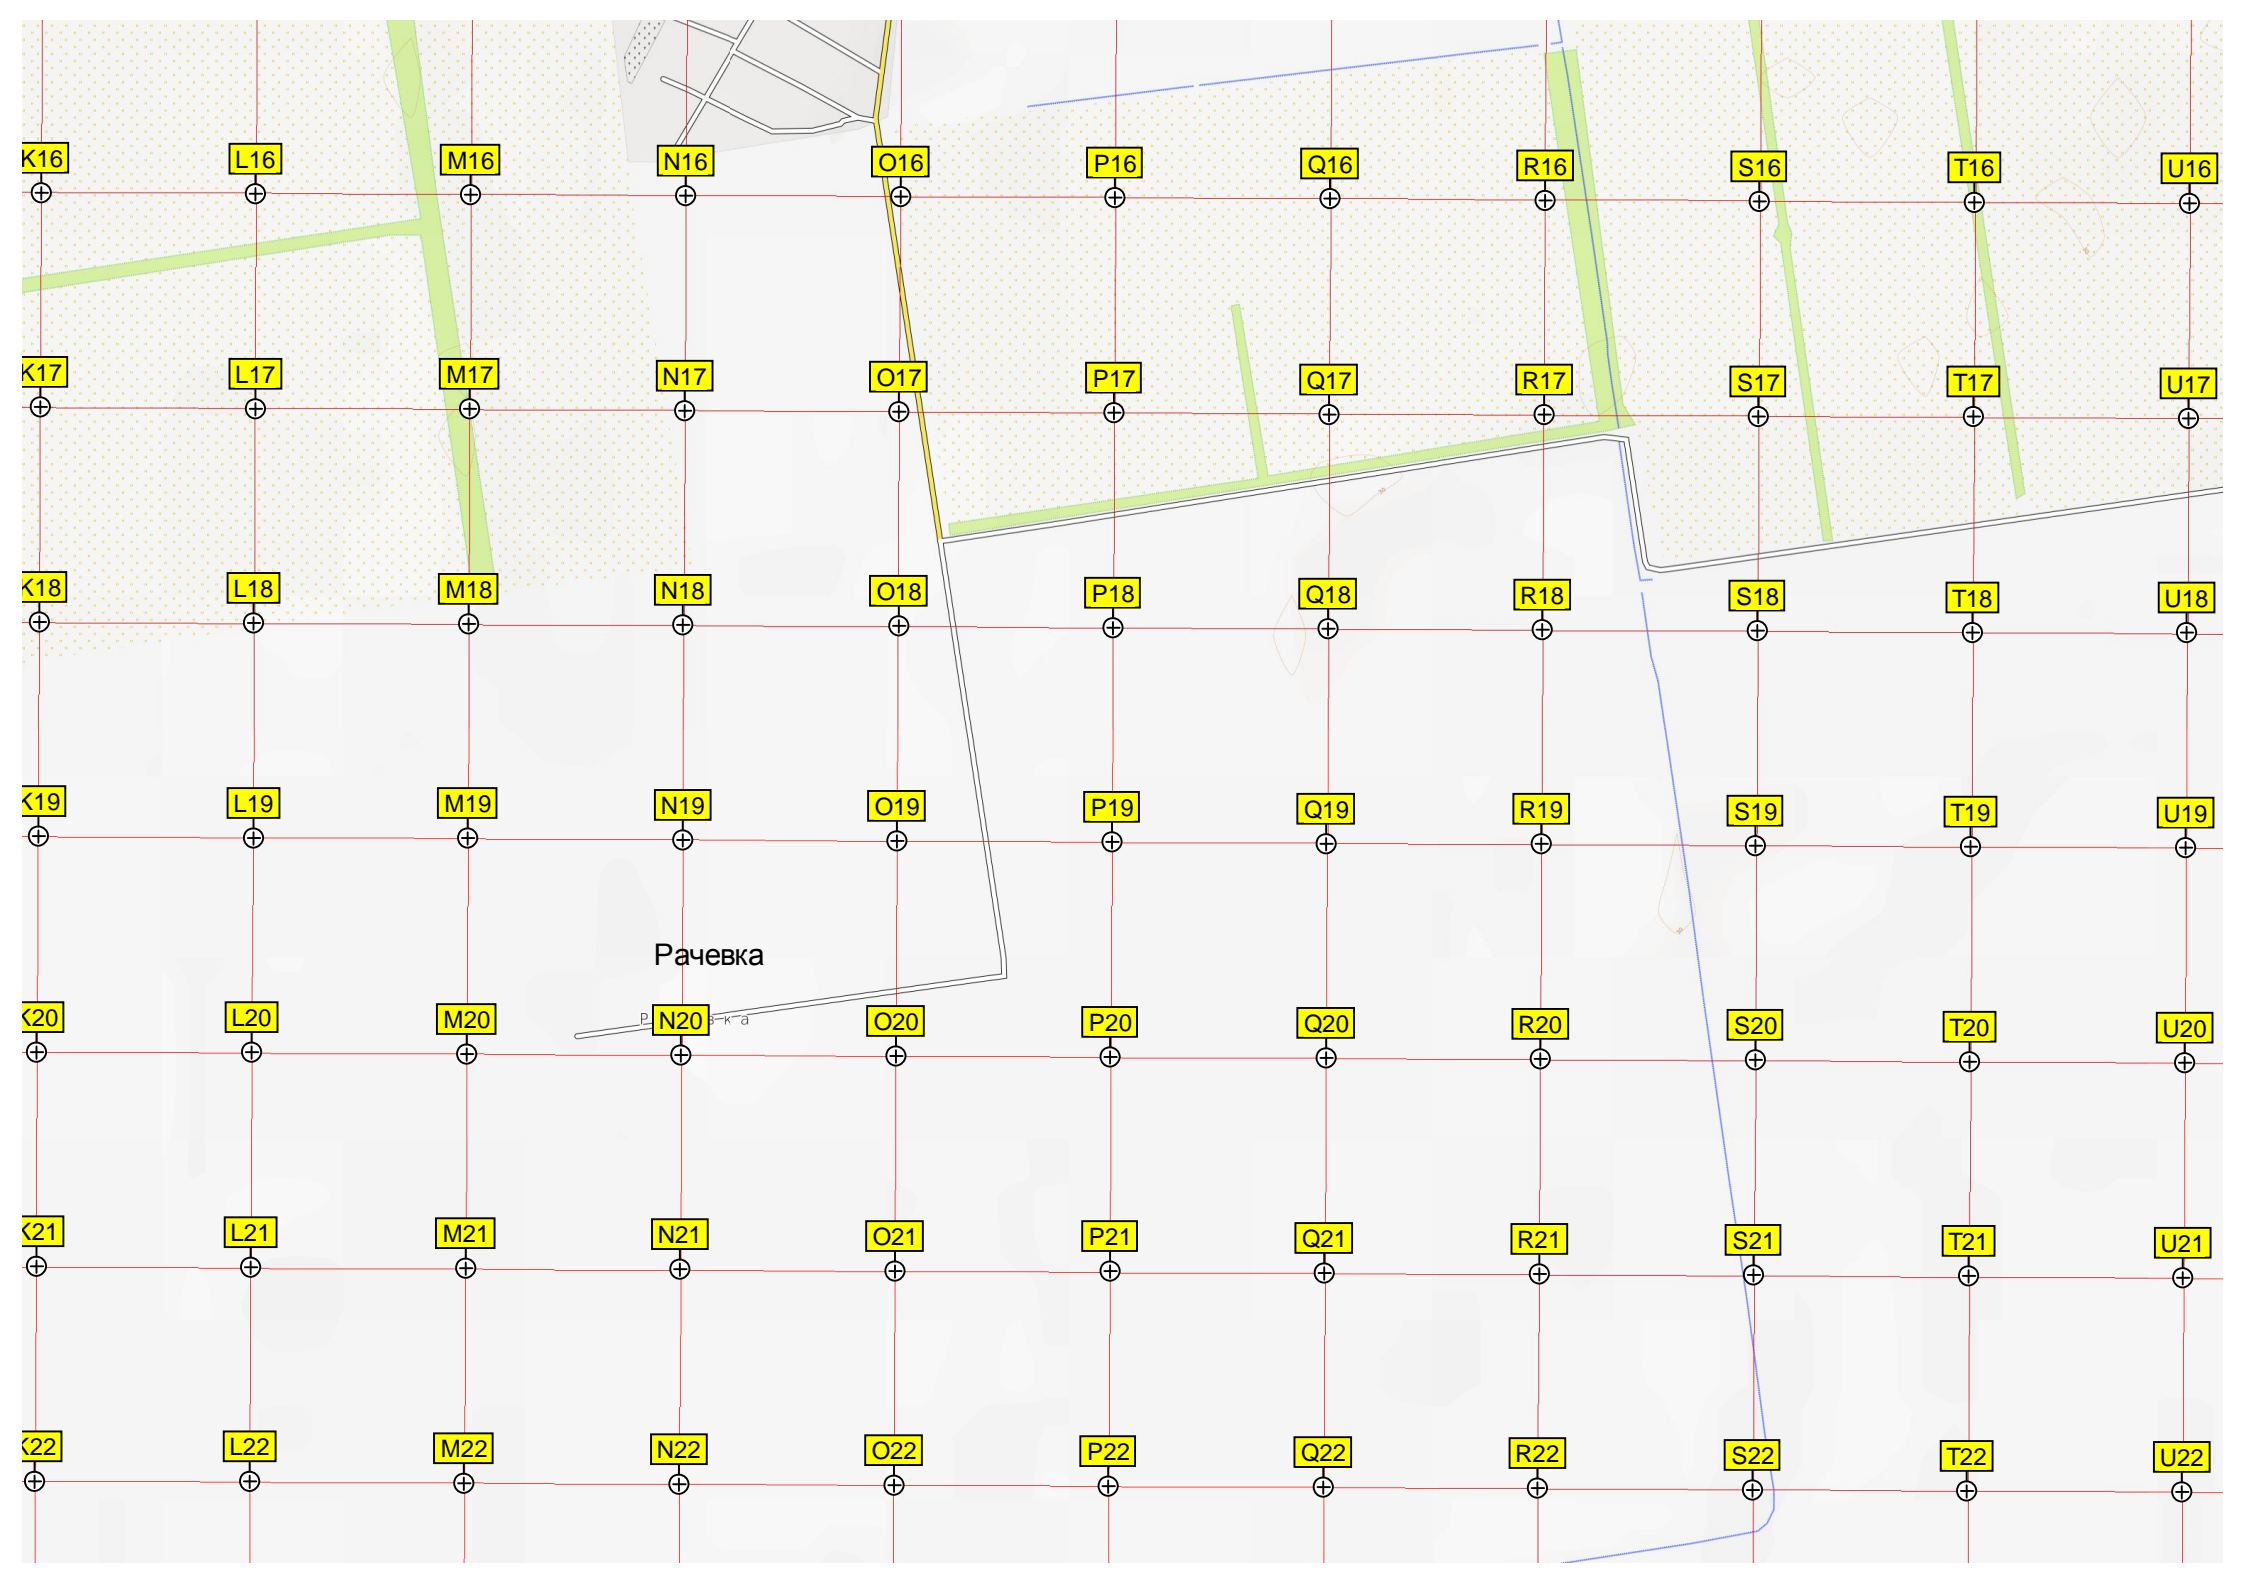 K16 L16 M16 N16 O16 P16 Q16 R16 S16 T16 U16
K17 L17 M17 N17 O17 P17 Q17 R17 S17 T17 U17
K18 L18 M18 N18 O18 P18 Q18 R18 S18 T18 U18
K19 L19 M19 N19 O19 P19 Q19 R19 S19 T19 U19
Рачевка
K20 L20 M20 N20 O20 P20 Q20 R20 S20 T20 U20
K21 L21 M21 N21 O21 P21 Q21 R21 S21 T21 U21
K22 L22 M22 N22 O22 P22 Q22 R22 S22 T22 U22